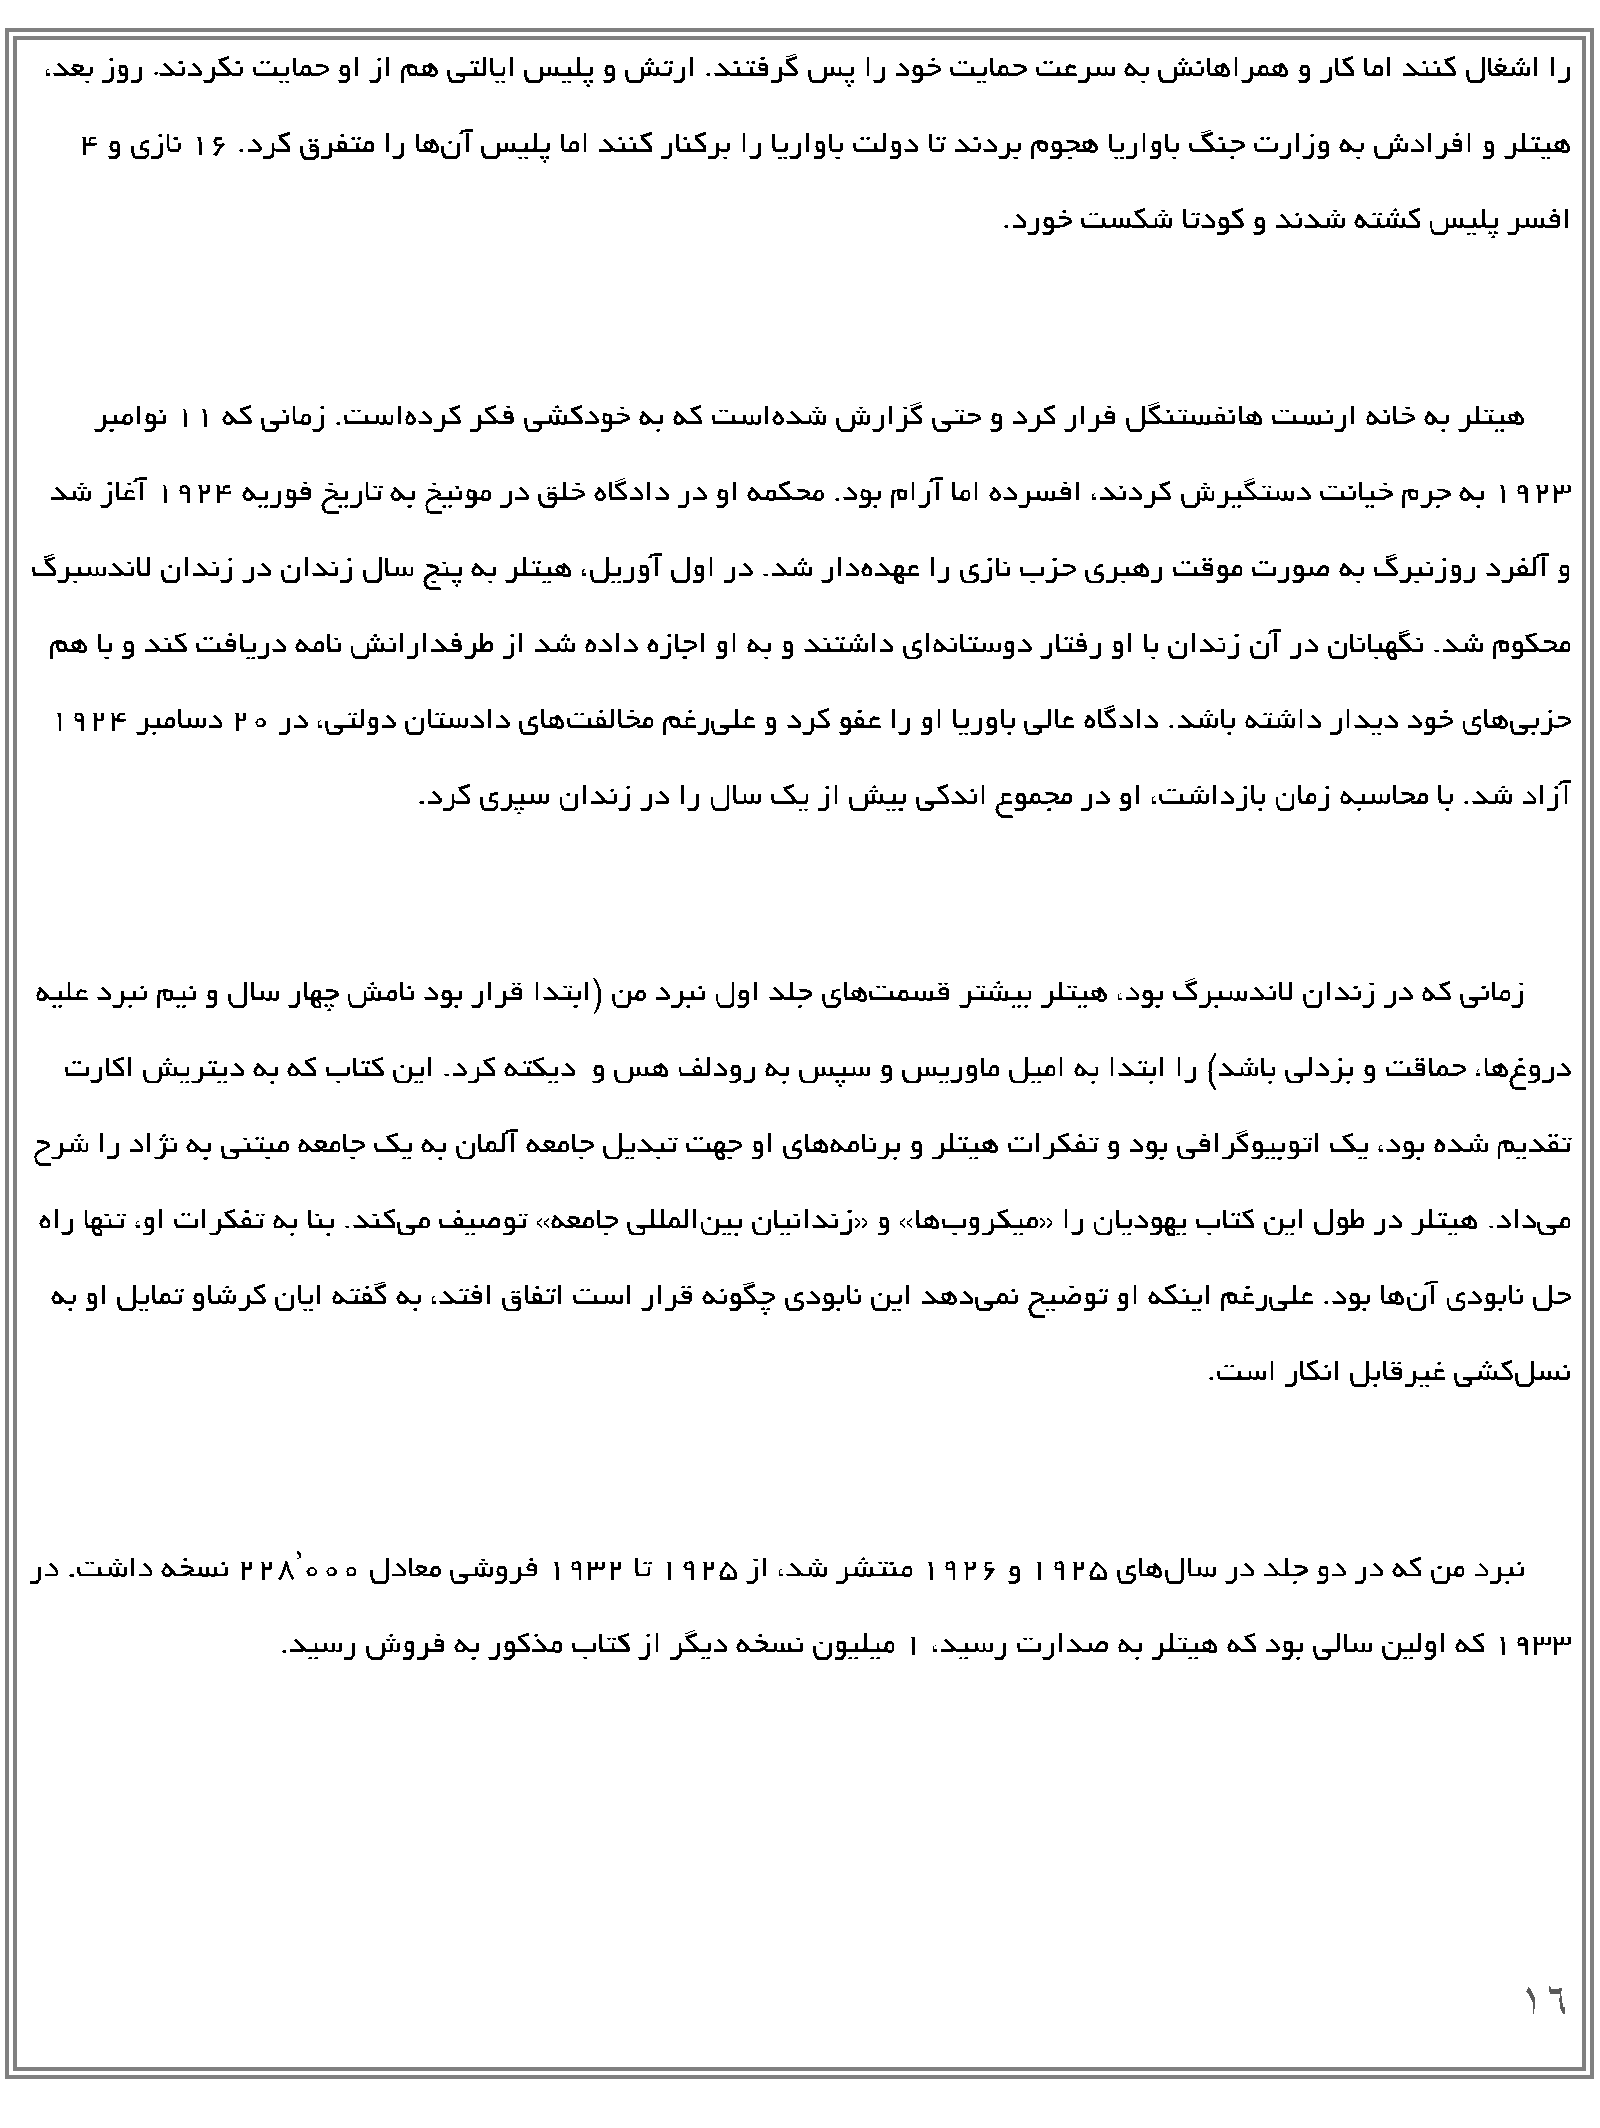 را اشغال کنند اما کار و همراهانش به سرعت حمایت خود را پس گرفتند. ارتش و پلیس ایالتی هم از او حمایت نکردند. روز بعد،
هیتلر و افرادش به وزارت جنگ باواریا هجوم بردند تا دولت باواریا را برکنار کنند اما پلیس آن‌ها را متفرق کرد. ۱۶ نازی و ۴
افسر پلیس کشته شدند و کودتا شکست خورد.
هیتلر به خانه ارنست هانفستنگل فرار کرد و حتی گزارش شده‌است که به خودکشی فکر کرده‌است. زمانی که ۱۱ نوامبر
۱۹۲۳ به جرم خیانت دستگیرش کردند، افسرده اما آرام بود. محکمه او در دادگاه خلق در مونیخ به تاریخ فوریه ۱۹۲۴ آغاز شد
و آلفرد روزنبرگ به صورت موقت رهبری حزب نازی را عهده‌دار شد. در اول آوریل، هیتلر به پنج سال زندان در زندان لاندسبرگ
محکوم شد. نگهبانان در آن زندان با او رفتار دوستانه‌ای داشتند و به او اجازه داده شد از طرفدارانش نامه دریافت کند و با هم
حزبی‌های خود دیدار داشته باشد. دادگاه عالی باوریا او را عفو کرد و علی‌رغم مخالفت‌های دادستان دولتی، در ۲۰ دسامبر ۱۹۲۴
آزاد شد. با محاسبه زمان بازداشت، او در مجموع اندکی بیش از یک سال را در زندان سپری کرد.
زمانی که در زندان لاندسبرگ بود، هیتلر بیشتر قسمت‌های جلد اول نبرد من (ابتدا قرار بود نامش چهار سال و نیم نبرد علیه
دروغ‌ها، حماقت و بزدلی باشد) را ابتدا به امیل ماوریس و سپس به رودلف هس و  دیکته کرد. این کتاب که به دیتریش اکارت
تقدیم شده بود، یک اتوبیوگرافی بود و تفکرات هیتلر و برنامه‌های او جهت تبدیل جامعه آلمان به یک جامعه مبتنی به نژاد را شرح
می‌داد. هیتلر در طول این کتاب یهودیان را «میکروب‌ها» و «زندانیان بین‌المللی جامعه» توصیف می‌کند. بنا به تفکرات او، تنها راه
حل نابودی آن‌ها بود. علی‌رغم اینکه او توضیح نمی‌دهد این نابودی چگونه قرار است اتفاق افتد، به گفته ایان کرشاو تمایل او به
نسل‌کشی غیرقابل انکار است.
نبرد من که در دو جلد در سال‌های ۱۹۲۵ و ۱۹۲۶ منتشر شد، از ۱۹۲۵ تا ۱۹۳۲ فروشی معادل ۲۲۸٬۰۰۰ نسخه داشت. در
۱۹۳۳ که اولین سالی بود که هیتلر به صدارت رسید، ۱ میلیون نسخه دیگر از کتاب مذکور به فروش رسید.
١٦